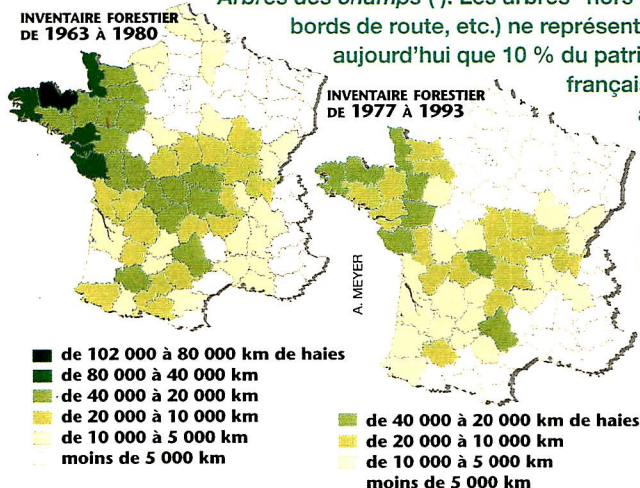 Arbres des champs (*). Les arbres "hors
bords de route, etc.) ne représent
aujourd'hui que 10 % du patri
français
INVENTAIRE FORESTIER
DE 1963 À 1980
INVENTAIRE FORESTIER
DE 1977 À 1993
A. MEYER
de 102 000 à 80 000 km de haies
de 80 000 à 40 000 km
de 40 000 à 20 000 km
de 20 000 à 10 000 km
de 10 000 à 5 000 km
moins de 5 000 km
de 40 000 à 20 000 km de haies
de 20 000 à 10 000 km
de 10 000 à 5 000 km
moins de 5 000 km